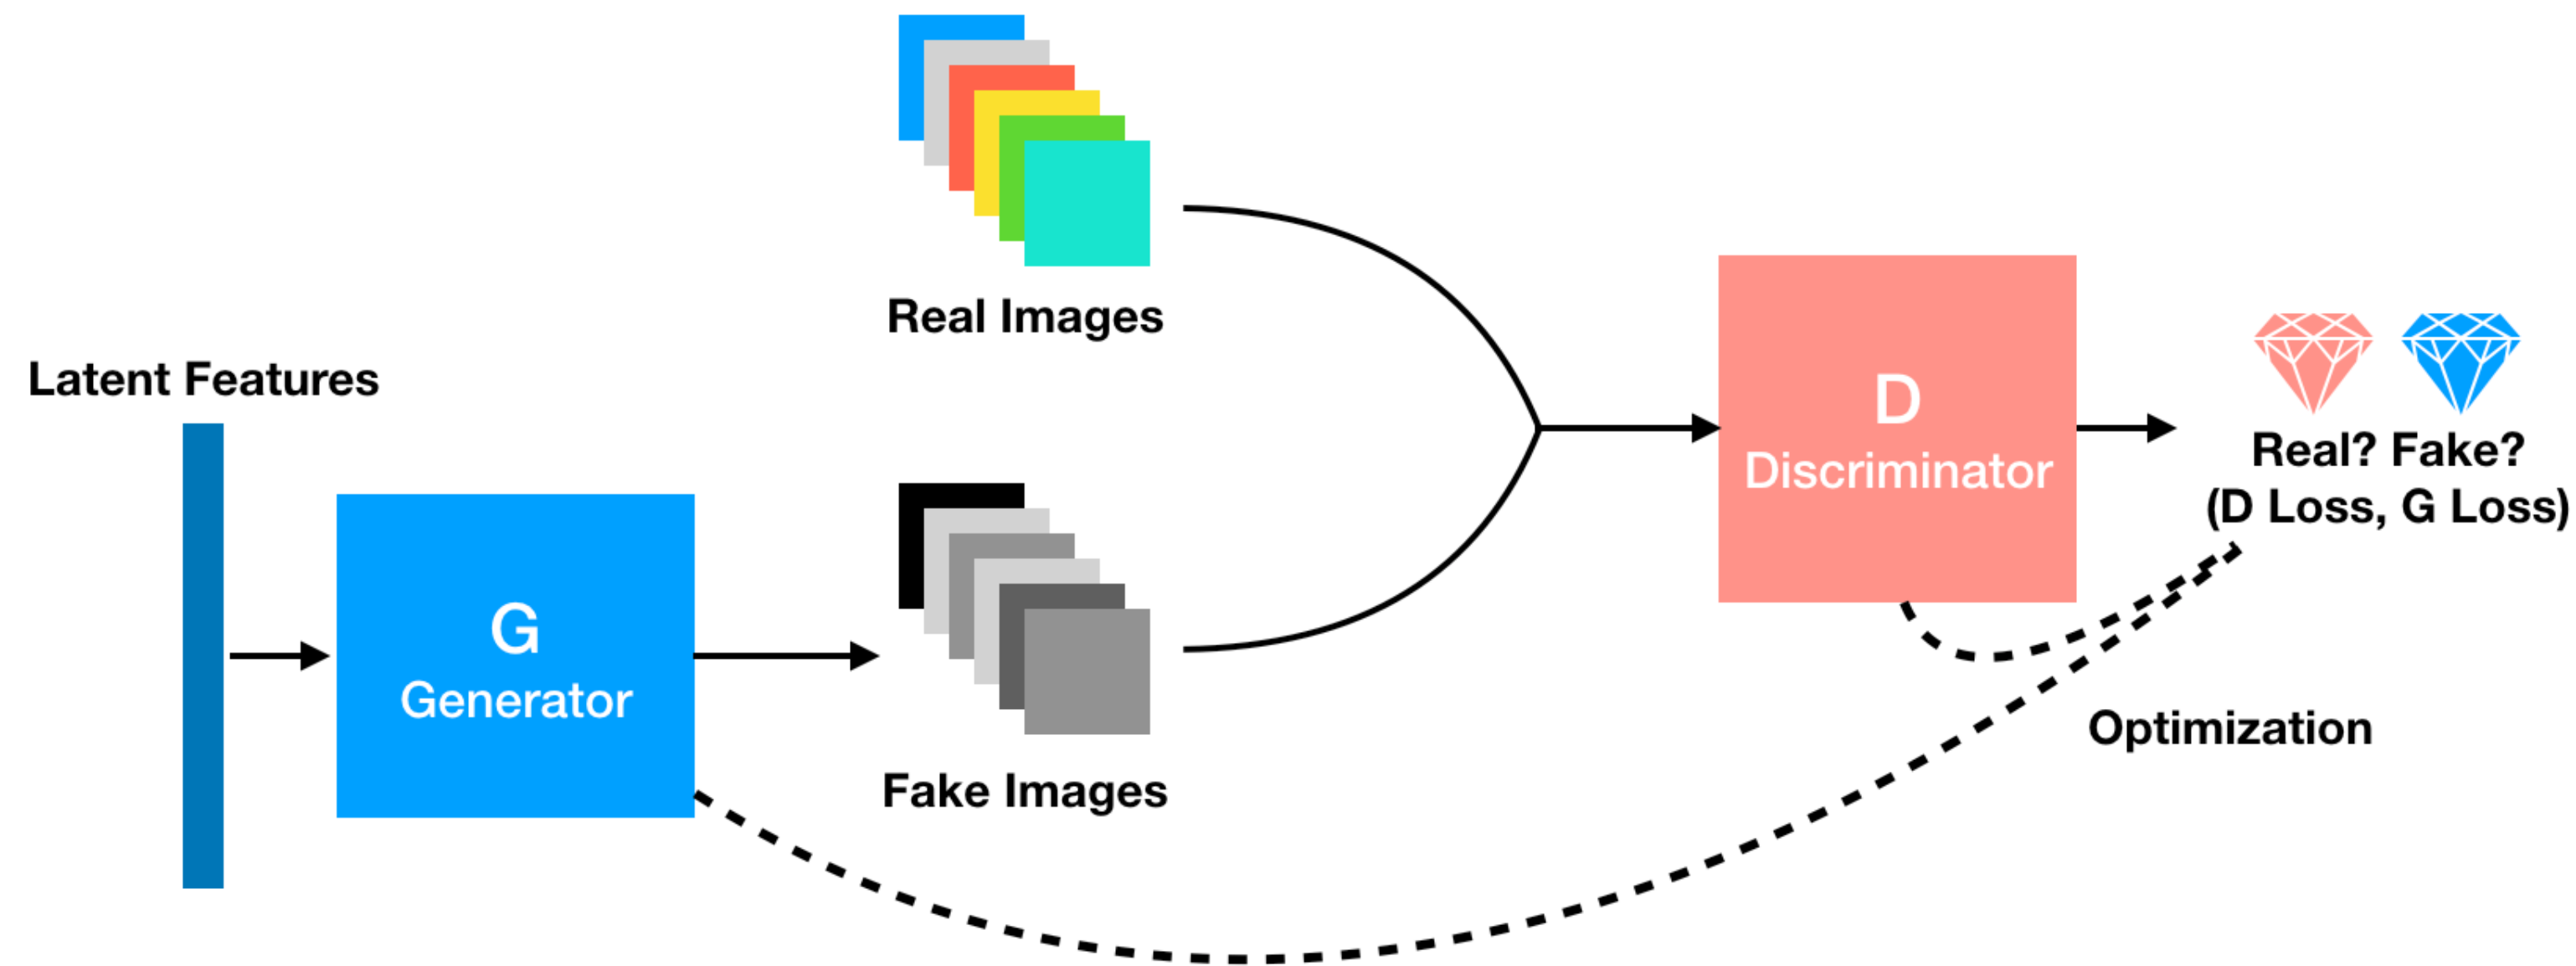 Real Images
Latent Features
G
Generator
Fake Images
D
Discriminator
Real? Fake?
(D Loss, G Loss)
Optimization